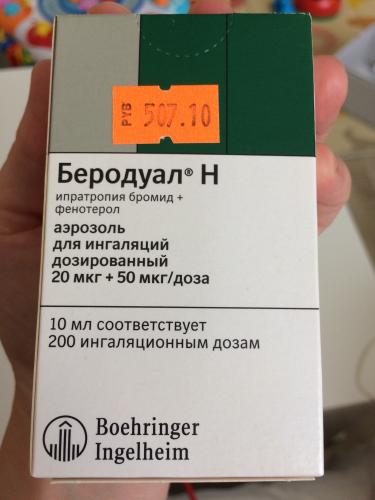 РУБ 507.10
Беродуал® Н
ипратропия бромид +
фенотерол
аэрозоль
для ингаляций
дозированный
20 мкг + 50 мкг/доза
10 мл соответствует
200 ингаляционным дозам
Boehringer
Ingelheim